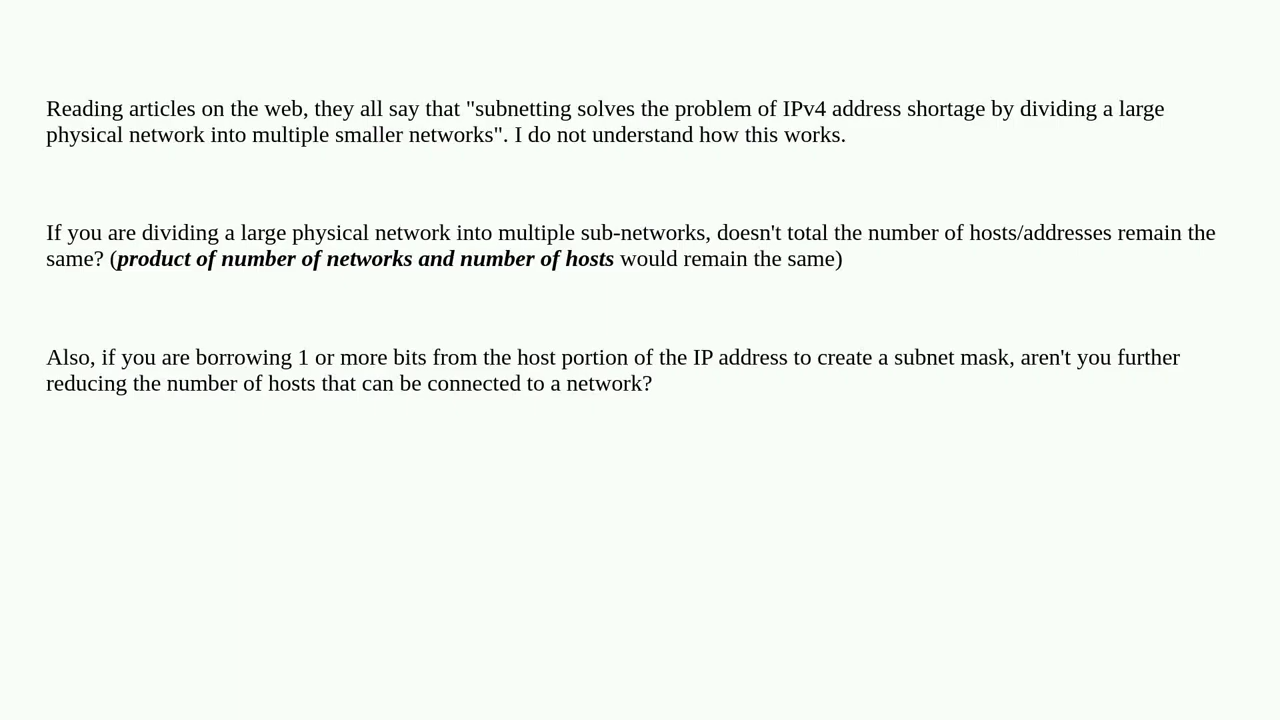 Reading articles on the web, they all say that "subnetting solves the problem of IPv4 address shortage by dividing a large
physical network into multiple smaller networks". I do not understand how this works.
If you are dividing a large physical network into multiple sub-networks, doesn't total the number of hosts/addresses remain the
same? (product of number of networks and number of hosts would remain the same)
Also, if you are borrowing 1 or more bits from the host portion of the IP address to create a subnet mask, aren't you further
reducing the number of hosts that can be connected to a network?